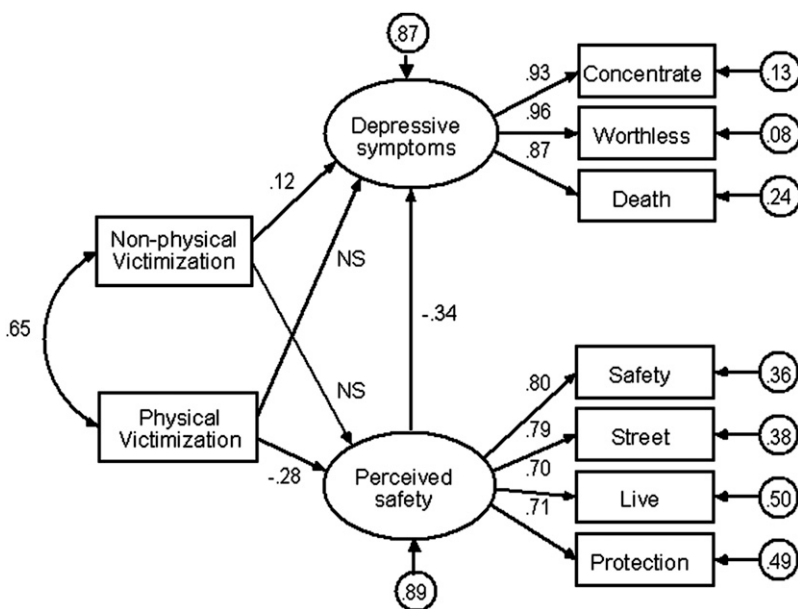 .87
.93
Concentrate
.13
.96
Depressive
symptoms
Worthless
.08
.87
Death
.24
.12
Non-physical
Victimization
NS
-.34
.65
NS
Physical
Victimization
-.28
Perceived
safety
.80
Safety
.36
.79
Street
.38
.70
Live
.50
.71
Protection
.49
.89